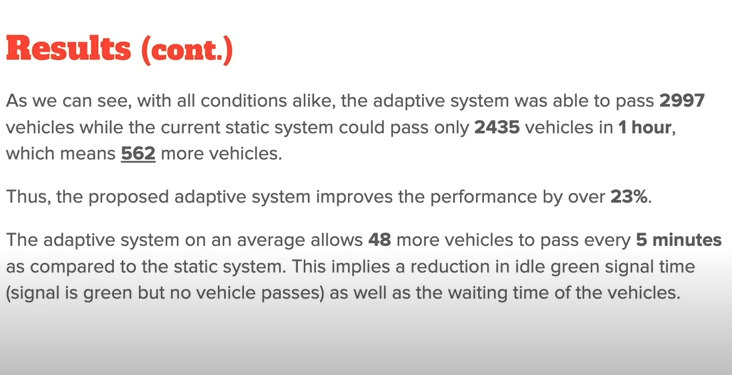 Results (cont.)
As we can see, with all conditions alike, the adaptive system was able to pass 2997
vehicles while the current static system could pass only 2435 vehicles in 1 hour,
which means 562 more vehicles.
Thus, the proposed adaptive system improves the performance by over 23%.
The adaptive system on an average allows 48 more vehicles to pass every 5 minutes
as compared to the static system. This implies a reduction in idle green signal time
(signal is green but no vehicle passes) as well as the waiting time of the vehicles.